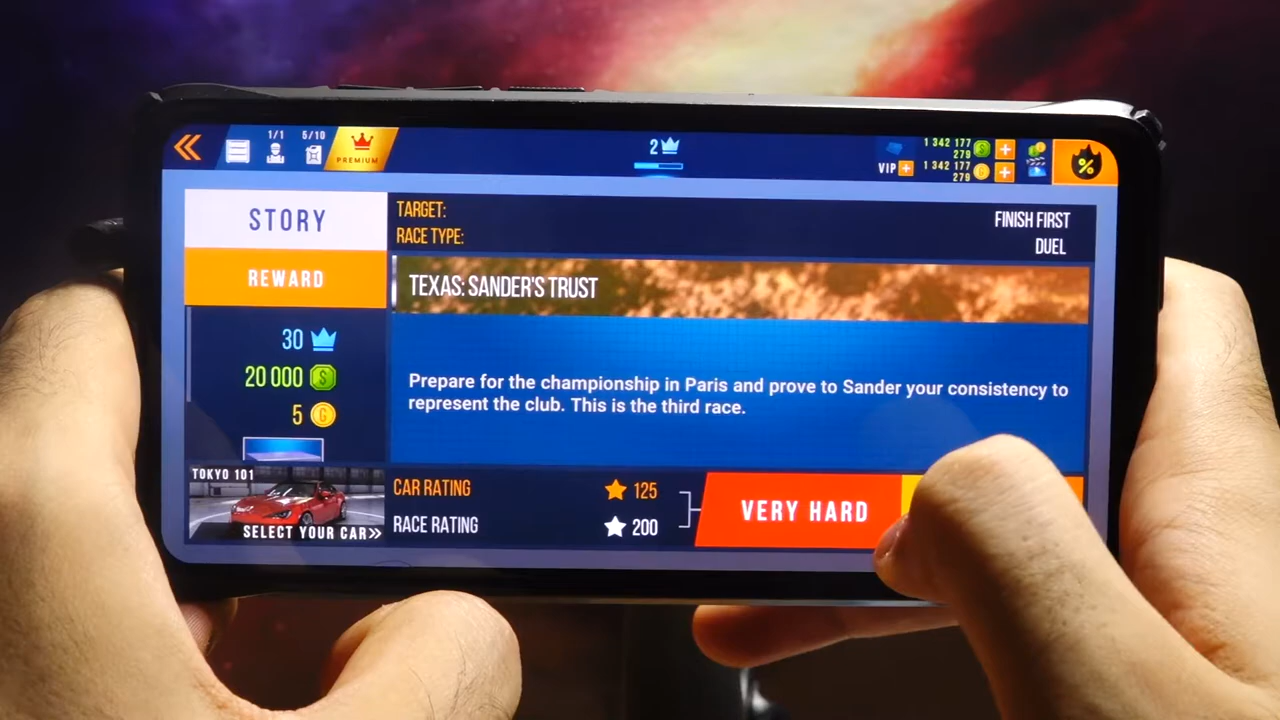 1/1
5/10
PREMIUM
2
VIP +
1 342 177
279
+
1 342 177
279
+
%
STORY
REWARD
30
20 000 S
5 G
TOKYO 101
SELECT YOUR CAR>>
TARGET:
FINISH FIRST
RACE TYPE:
DUEL
TEXAS: SANDER'S TRUST
Prepare for the championship in Paris and prove to Sander your consistency to
represent the club. This is the third race.
CAR RATING
125
RACE RATING
200
VERY HARD